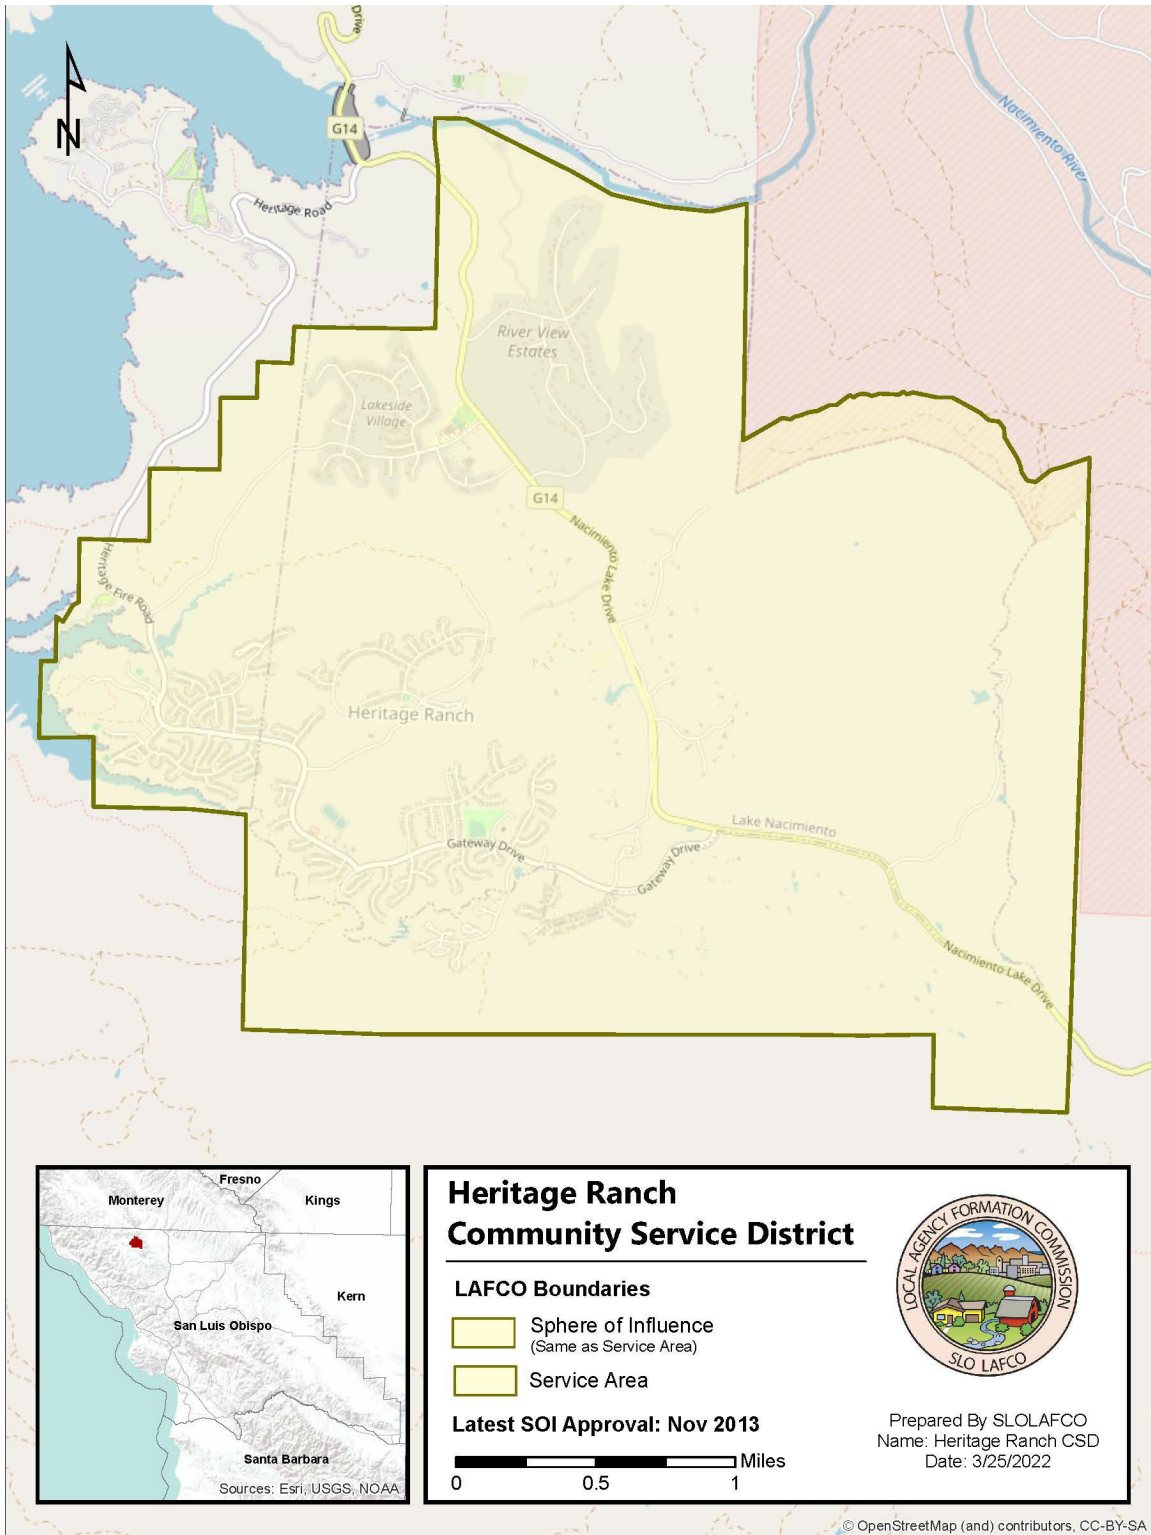 Drive
N
G14
Nacimiento River
Heritage Road
River View
Estates
Lakeside
Village
G14
Nacimiento Lake Drive
Heritage Fire Road
Heritage Ranch
Lake Nacimiento
Gateway Drive
Gateway Drive
Nacimiento Lake Drive
Fresno
Monterey
Kings
Kern
San Luis Obispo
Santa Barbara
Sources: Esri, USGS, NOAA
Heritage Ranch
Community Service District
LAFCO Boundaries
Sphere of Influence
(Same as Service Area)
Service Area
Latest SOI Approval: Nov 2013
Miles
0 0.5 1
LOCAL AGENCY FORMATION COMMISSION
SLO LAFCO
Prepared By SLOLAFCO
Name: Heritage Ranch CSD
Date: 3/25/2022
© OpenStreetMap (and) contributors, CC-BY-SA